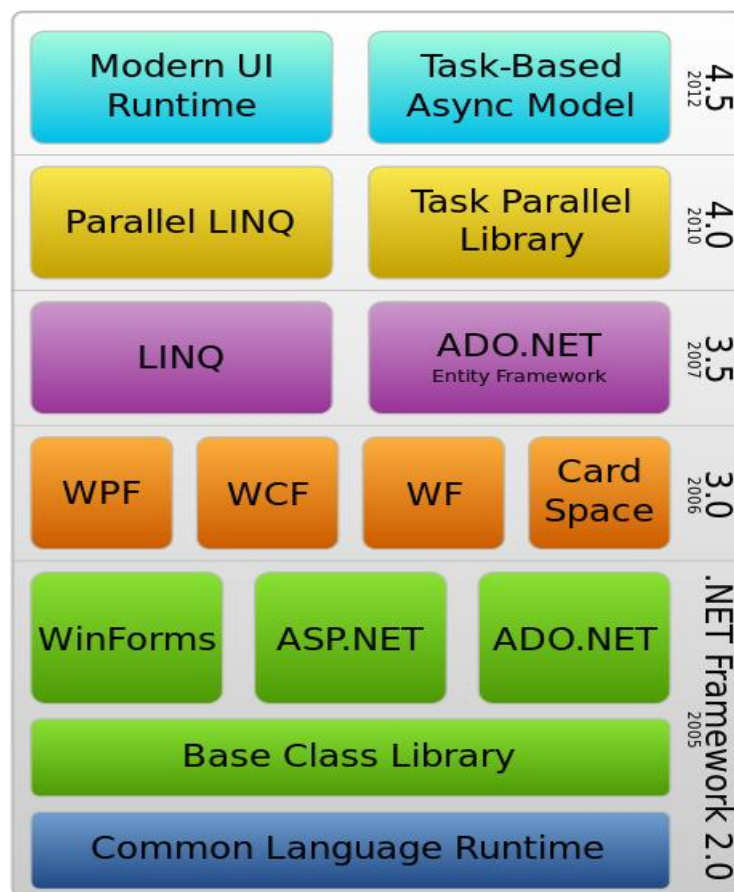 Modern UI
Runtime
Task-Based
Async Model
4.5
2012
Parallel LINQ
Task Parallel
Library
4.0
2010
LINQ
ADO.NET
Entity Framework
3.5
2007
WPF
WCF
WF
Card
Space
3.0
2006
WinForms
ASP.NET
ADO.NET
Base Class Library
Common Language Runtime
.NET Framework 2.0
2005